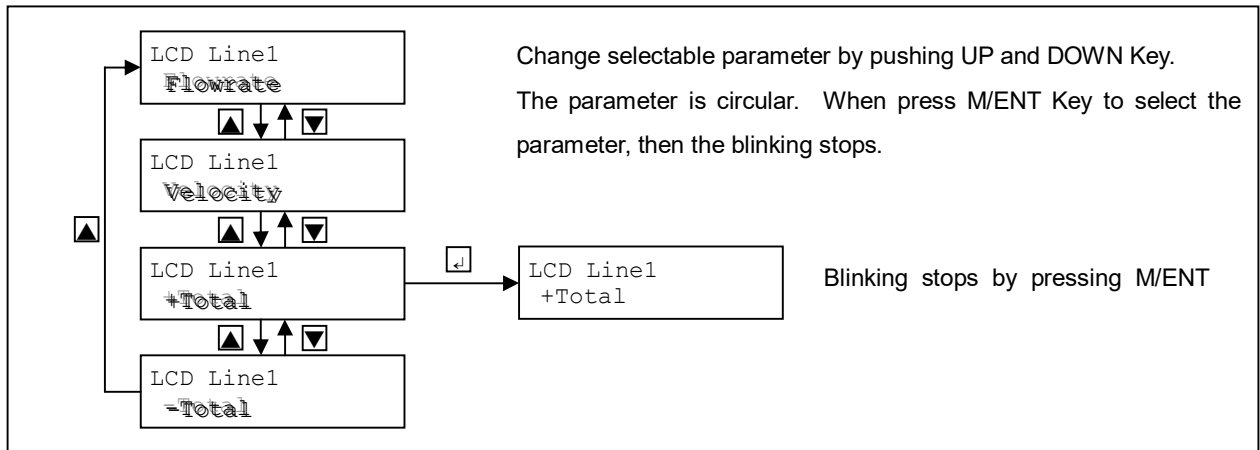 LCD Line1
Flowrate
Change selectable parameter by pushing UP and DOWN Key.
The parameter is circular. When press M/ENT Key to select the
parameter, then the blinking stops.
▲ ▼
LCD Line1
Velocity
▲
▲ ▼
LCD Line1
+Total
↵
LCD Line1
+Total
Blinking stops by pressing M/ENT
▲ ▼
LCD Line1
-Total